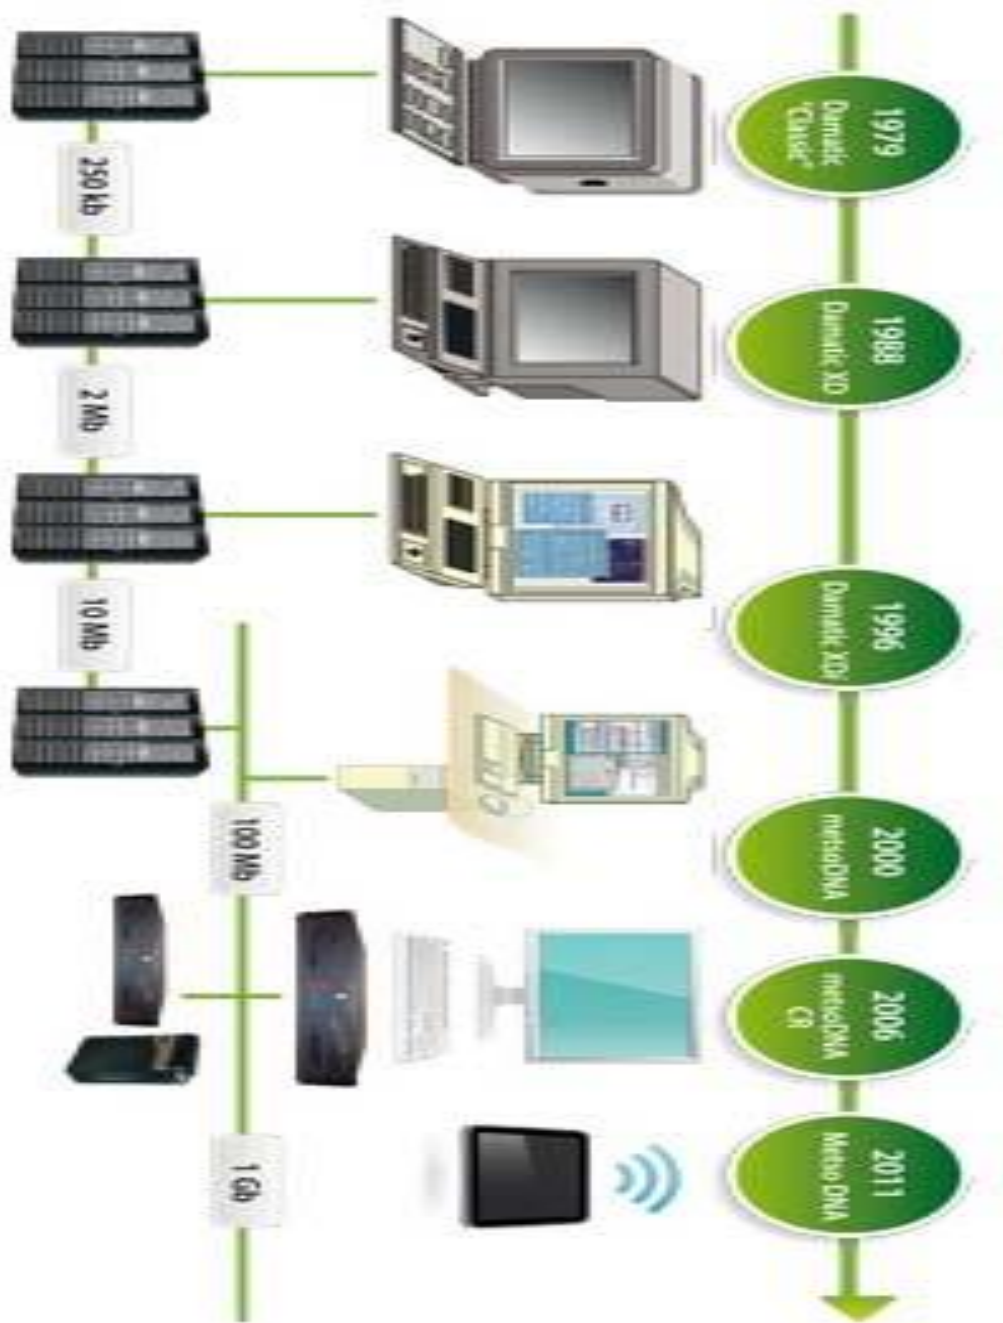 1979
Damatic
"Classic"
1988
Damatic XD
1996
Damatic XDi
2000
metsoDNA
2006
metsoDNA
CR
2011
Metso DNA
250 kb
2 Mb
10 Mb
100 Mb
1 Gb